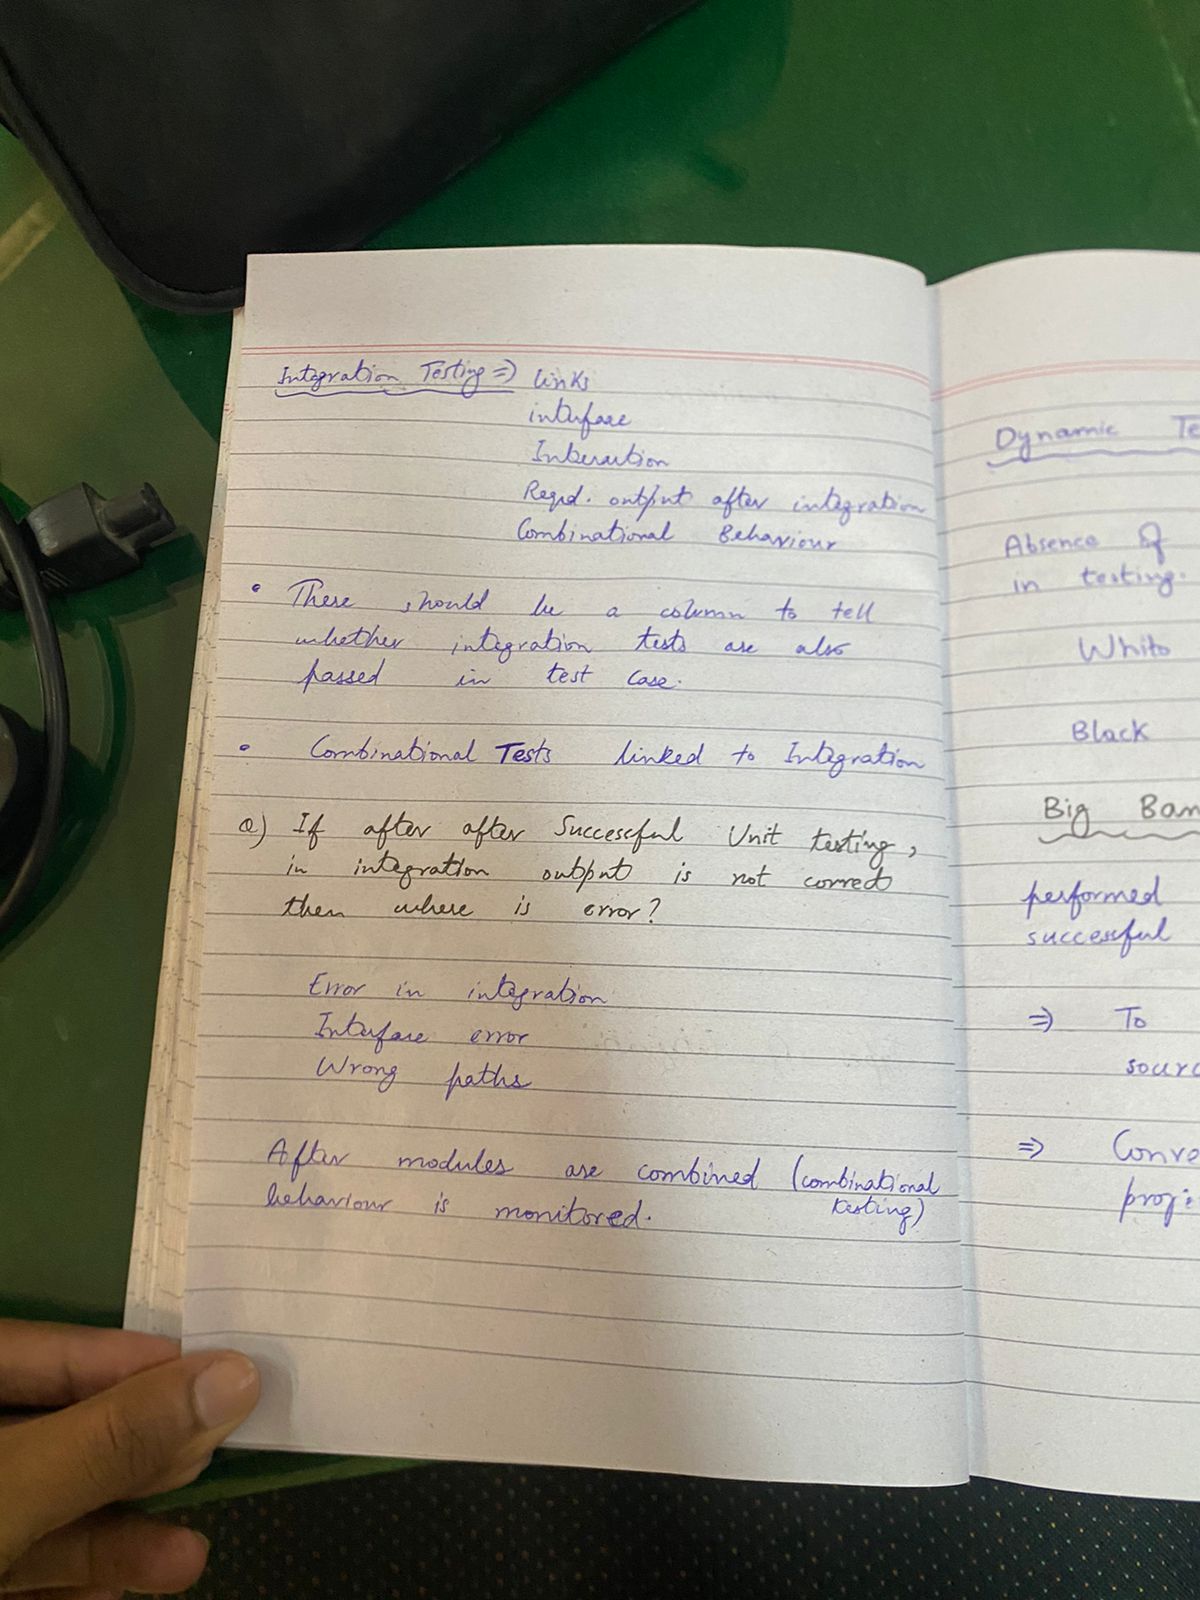 Integration Testing => links
interface
Interaction
Reqd. output after integration
Combinational Behaviour
• There should be a column to tell
whether integration tests are also
passed in test case.
• Combinational Tests linked to Integration
Q) If after after Successful Unit testing,
in integration output is not correct
then where is error?
Error in integration
Interface error
Wrong paths
After modules are combined (combinational
behaviour is monitored. testing)
Dynamic Te
Absence of
in testing.
White
Black
Big Ban
performed
successful
=> To
sourc
=> Conve
proje